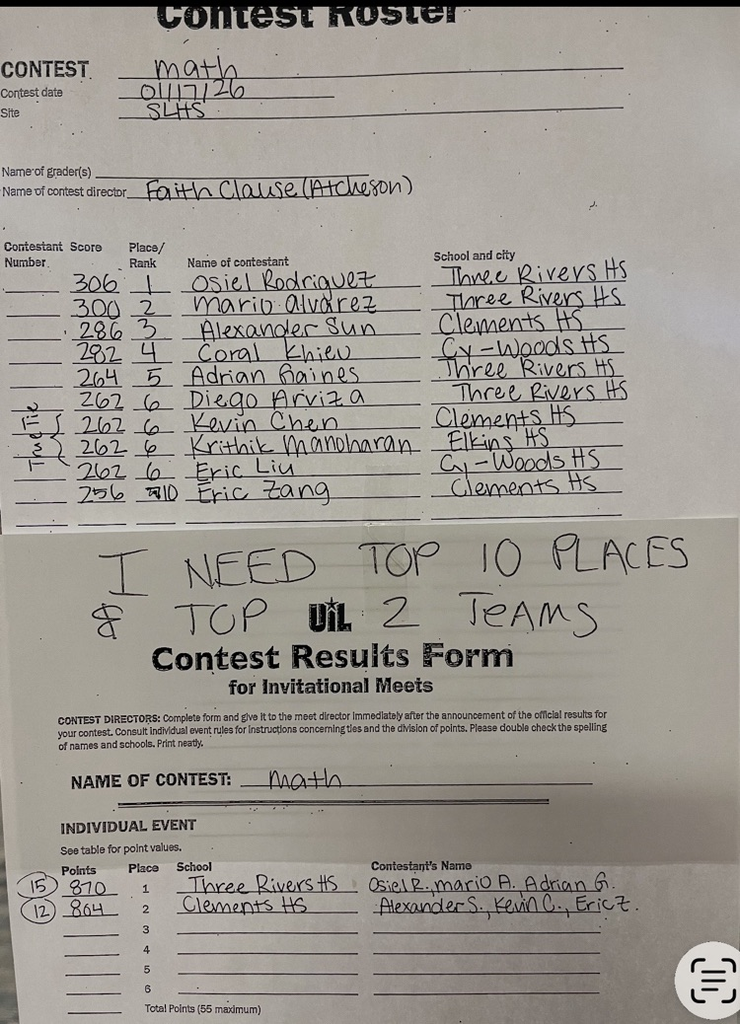 Contest Roster
CONTEST math
Contest date 01/17/26
Site SLHS
Name of grader(s)
Name of contest director Faith Clause (Atcheson)
Contestant Number Score Place/Rank Name of contestant School and city
306 1 Osiel Rodriguez Three Rivers HS
300 2 Mario Alvarez Three Rivers HS
286 3 Alexander Sun Clements HS
282 4 Coral Khieu Cy-Woods HS
264 5 Adrian Gaines Three Rivers HS
262 6 Diego Arviza Three Rivers HS
262 6 Kevin Chen Clements HS
262 6 Krithik Manoharan Elkins HS
262 6 Eric Liu Cy-Woods HS
256 10 Eric Zang Clements HS
I NEED TOP 10 PLACES
& TOP UIL 2 TEAMS
Contest Results Form
for Invitational Meets
CONTEST DIRECTORS: Complete form and give it to the meet director immediately after the announcement of the official results for
your contest. Consult individual event rules for instructions concerning ties and the division of points. Please double check the spelling
of names and schools. Print neatly.
NAME OF CONTEST: math
INDIVIDUAL EVENT
See table for point values.
Points Place School Contestant's Name
15 870 1 Three Rivers HS Osiel R., mario A. Adrian G.
12 804 2 Clements HS Alexander S., Kevin C., Eric Z.
3
4
5
6
Total Points (55 maximum)